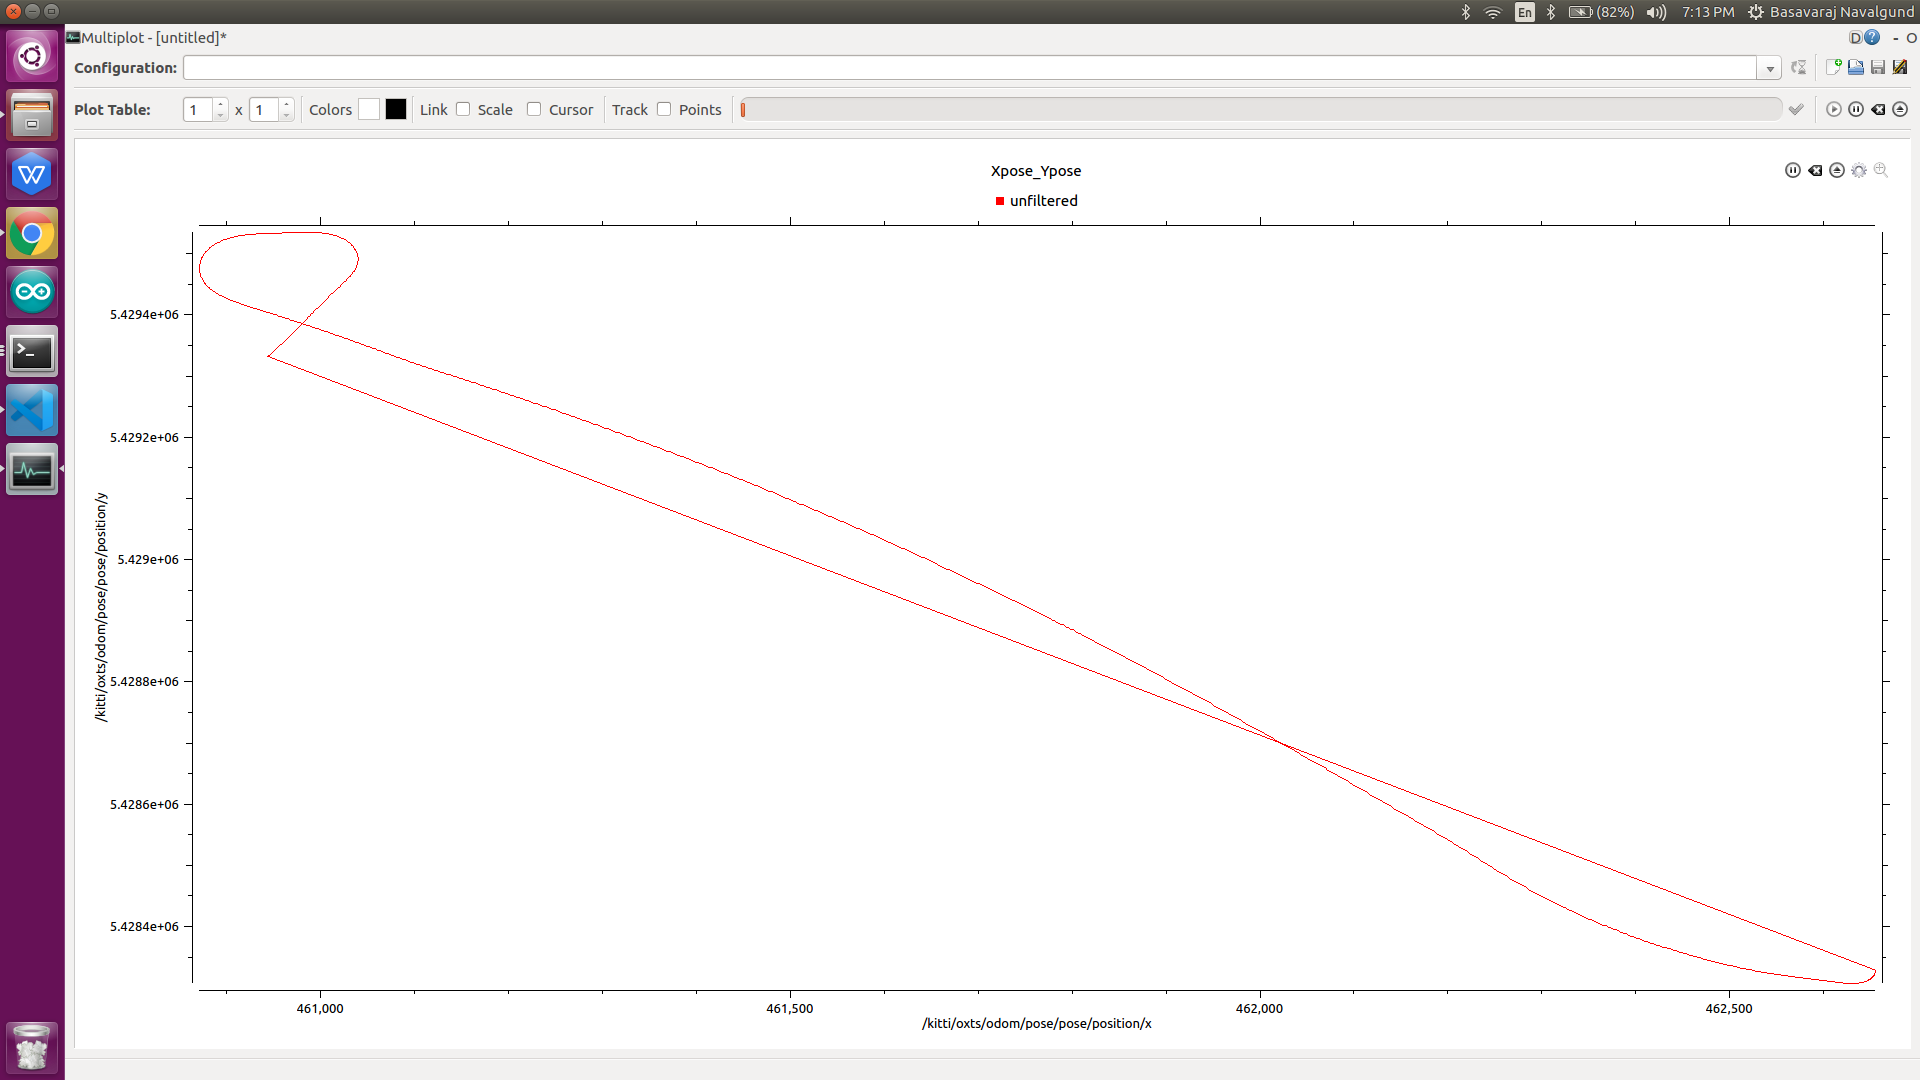 En (82%) 7:13 PM Basavaraj Navalgund
Multiplot - [untitled]* D ? - O
Configuration:
Plot Table: 1 x 1 Colors Link Scale Cursor Track Points
Xpose_Ypose
unfiltered
5.4294e+06
5.4292e+06
5.429e+06
5.4288e+06
5.4286e+06
5.4284e+06
/kitti/oxts/odom/pose/pose/position/y
461,000 461,500 462,000 462,500
/kitti/oxts/odom/pose/pose/position/x